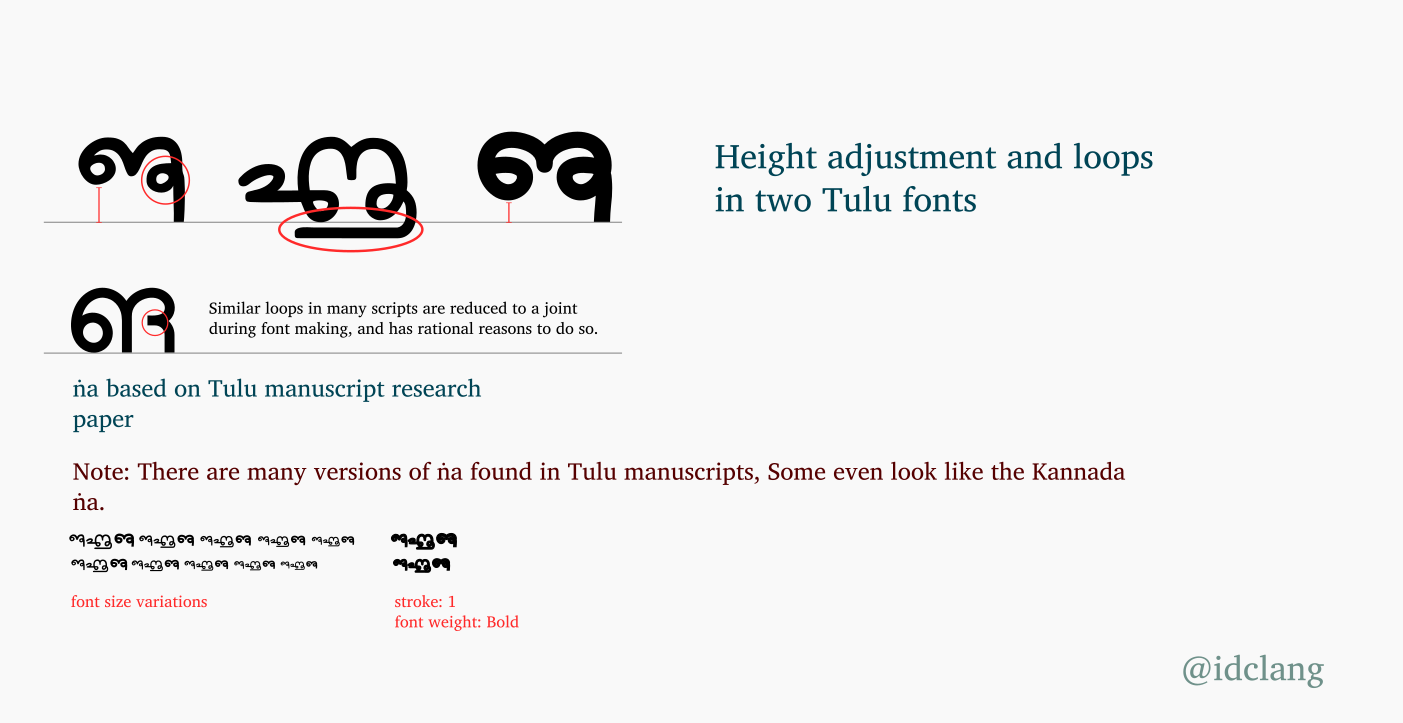 Height adjustment and loops
in two Tulu fonts
Similar loops in many scripts are reduced to a joint
during font making, and has rational reasons to do so.
ṅa based on Tulu manuscript research
paper
Note: There are many versions of ṅa found in Tulu manuscripts, Some even look like the Kannada
ṅa.
font size variations
stroke: 1
font weight: Bold
@idclang